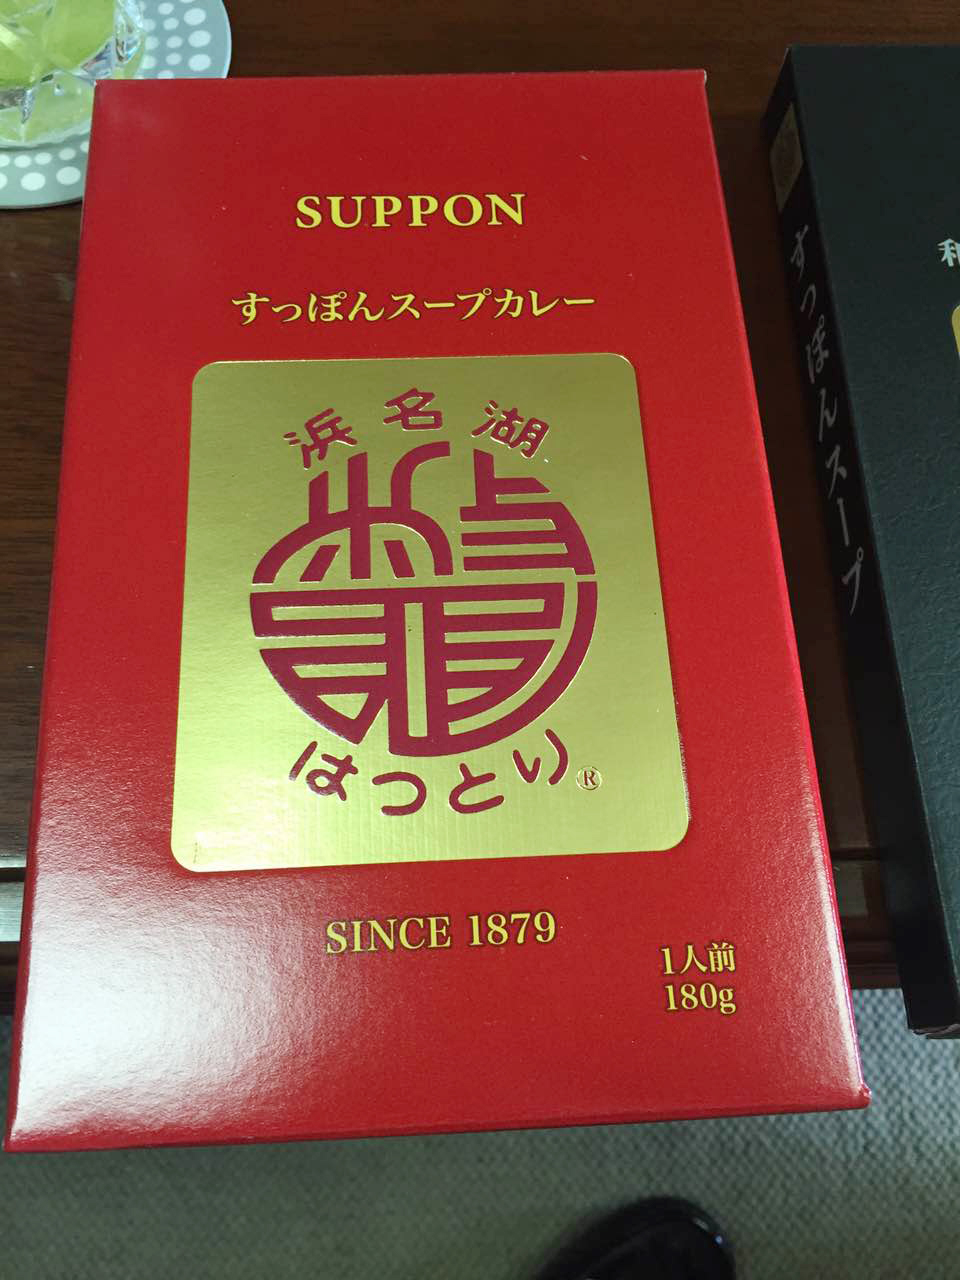 SUPPON
すっぽんスープカレー
浜名湖
はっとり®
SINCE 1879
1人前
180g
すっぽんスープ